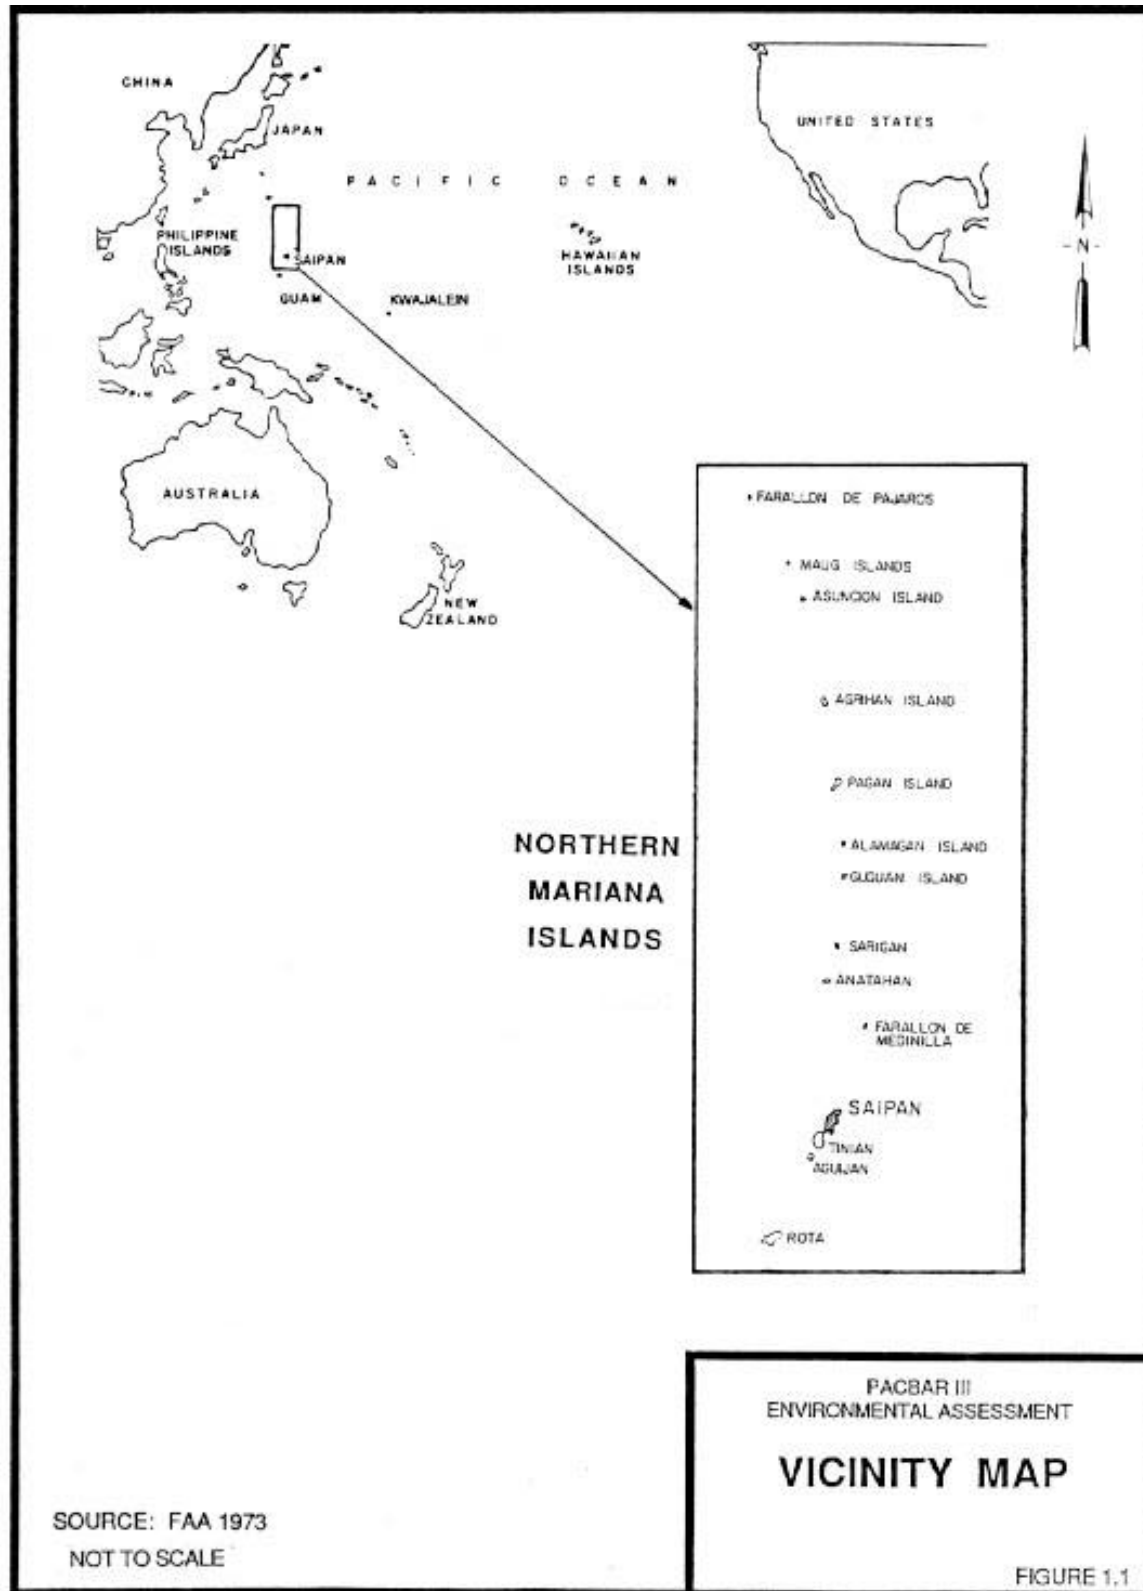 CHINA
JAPAN
UNITED STATES
PACIFIC OCEAN
PHILIPPINE
ISLANDS
SAIPAN
HAWAIIAN
ISLANDS
GUAM
KWAJALEIN
N
AUSTRALIA
NEW
ZEALAND
FARALLON DE PAJAROS
MAUG ISLANDS
ASUNCION ISLAND
AGRIHAN ISLAND
PAGAN ISLAND
NORTHERN
MARIANA
ISLANDS
ALAMAGAN ISLAND
GUGUAN ISLAND
SARIGAN
ANATAHAN
FARALLON DE
MEDINILLA
SAIPAN
TINIAN
AGUIJAN
ROTA
PACBAR III
ENVIRONMENTAL ASSESSMENT
VICINITY MAP
SOURCE: FAA 1973
NOT TO SCALE
FIGURE 1.1